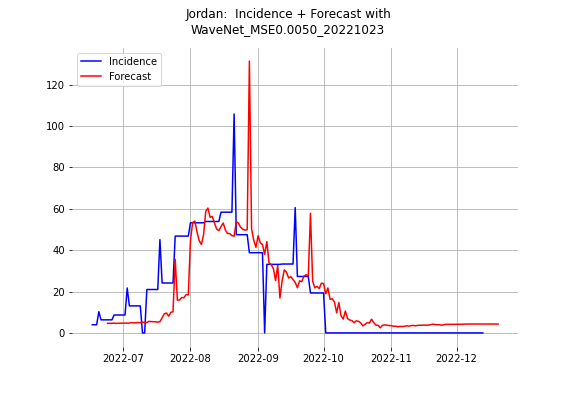 Jordan:  Incidence + Forecast with
WaveNet_MSE0.0050_20221023
Incidence
Forecast
120
100
80
60
40
20
0
2022-07 2022-08 2022-09 2022-10 2022-11 2022-12